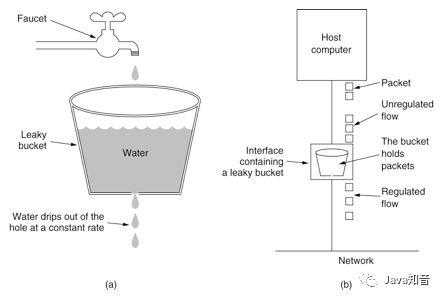 Faucet
Leaky
bucket
Water
Water drips out of the
hole at a constant rate
(a)
Host
computer
Packet
Unregulated
flow
Interface
containing
a leaky bucket
The bucket
holds
packets
Regulated
flow
Network
(b)
Java知音